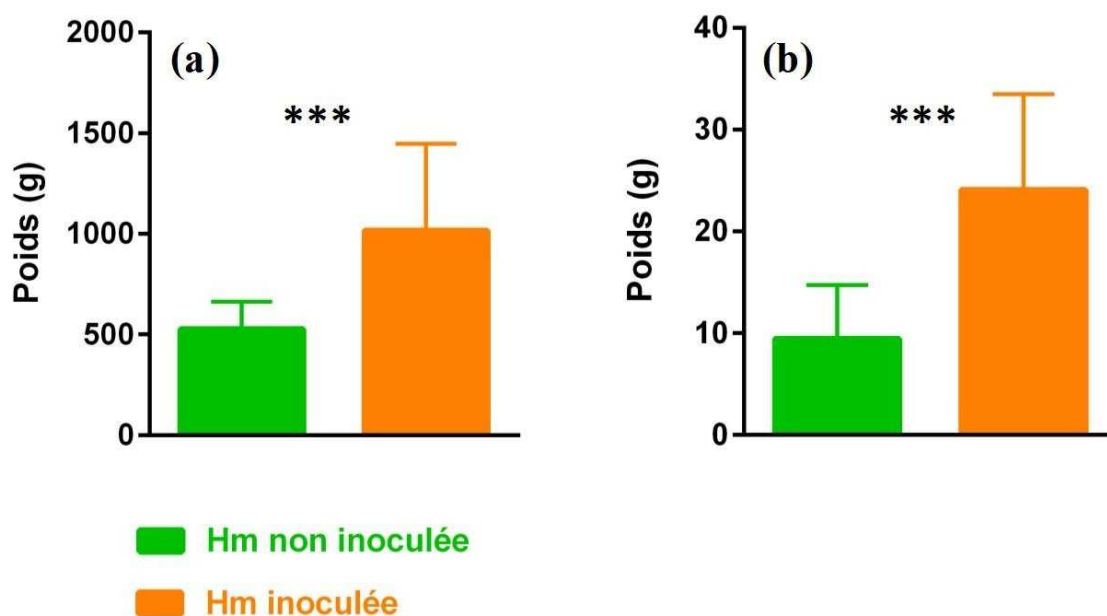 (a)
Poids (g)
2000
1500
1000
500
0
***
(b)
Poids (g)
40
30
20
10
0
***
Hm non inoculée
Hm inoculée